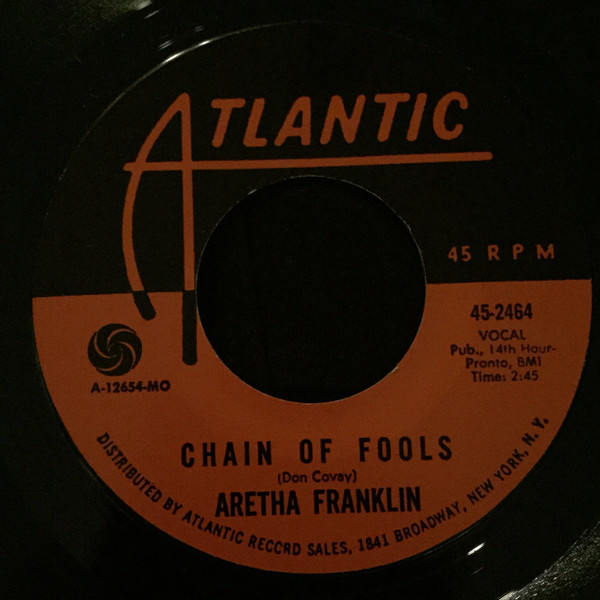 ATLANTIC
45 RPM
45-2464
VOCAL
Pub., 14th Hour-
Pronto, BMI
Time: 2:45
A-12654-MO
CHAIN OF FOOLS
(Don Covay)
ARETHA FRANKLIN
DISTRIBUTED BY ATLANTIC RECORD SALES, 1841 BROADWAY, NEW YORK, N.Y.